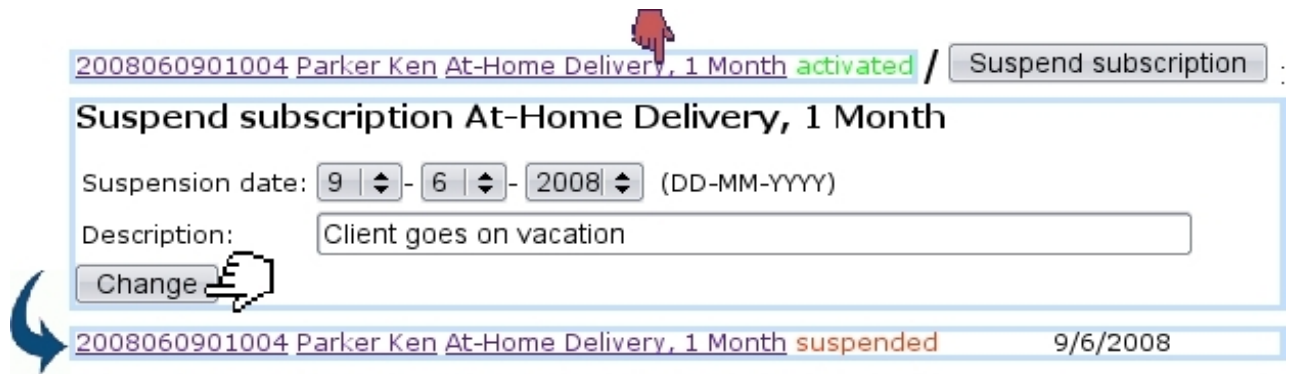 2008060901004 Parker Ken At-Home Delivery, 1 Month activated / Suspend subscription :
Suspend subscription At-Home Delivery, 1 Month
Suspension date: 9 - 6 - 2008 (DD-MM-YYYY)
Description: Client goes on vacation
Change
2008060901004 Parker Ken At-Home Delivery, 1 Month suspended 9/6/2008